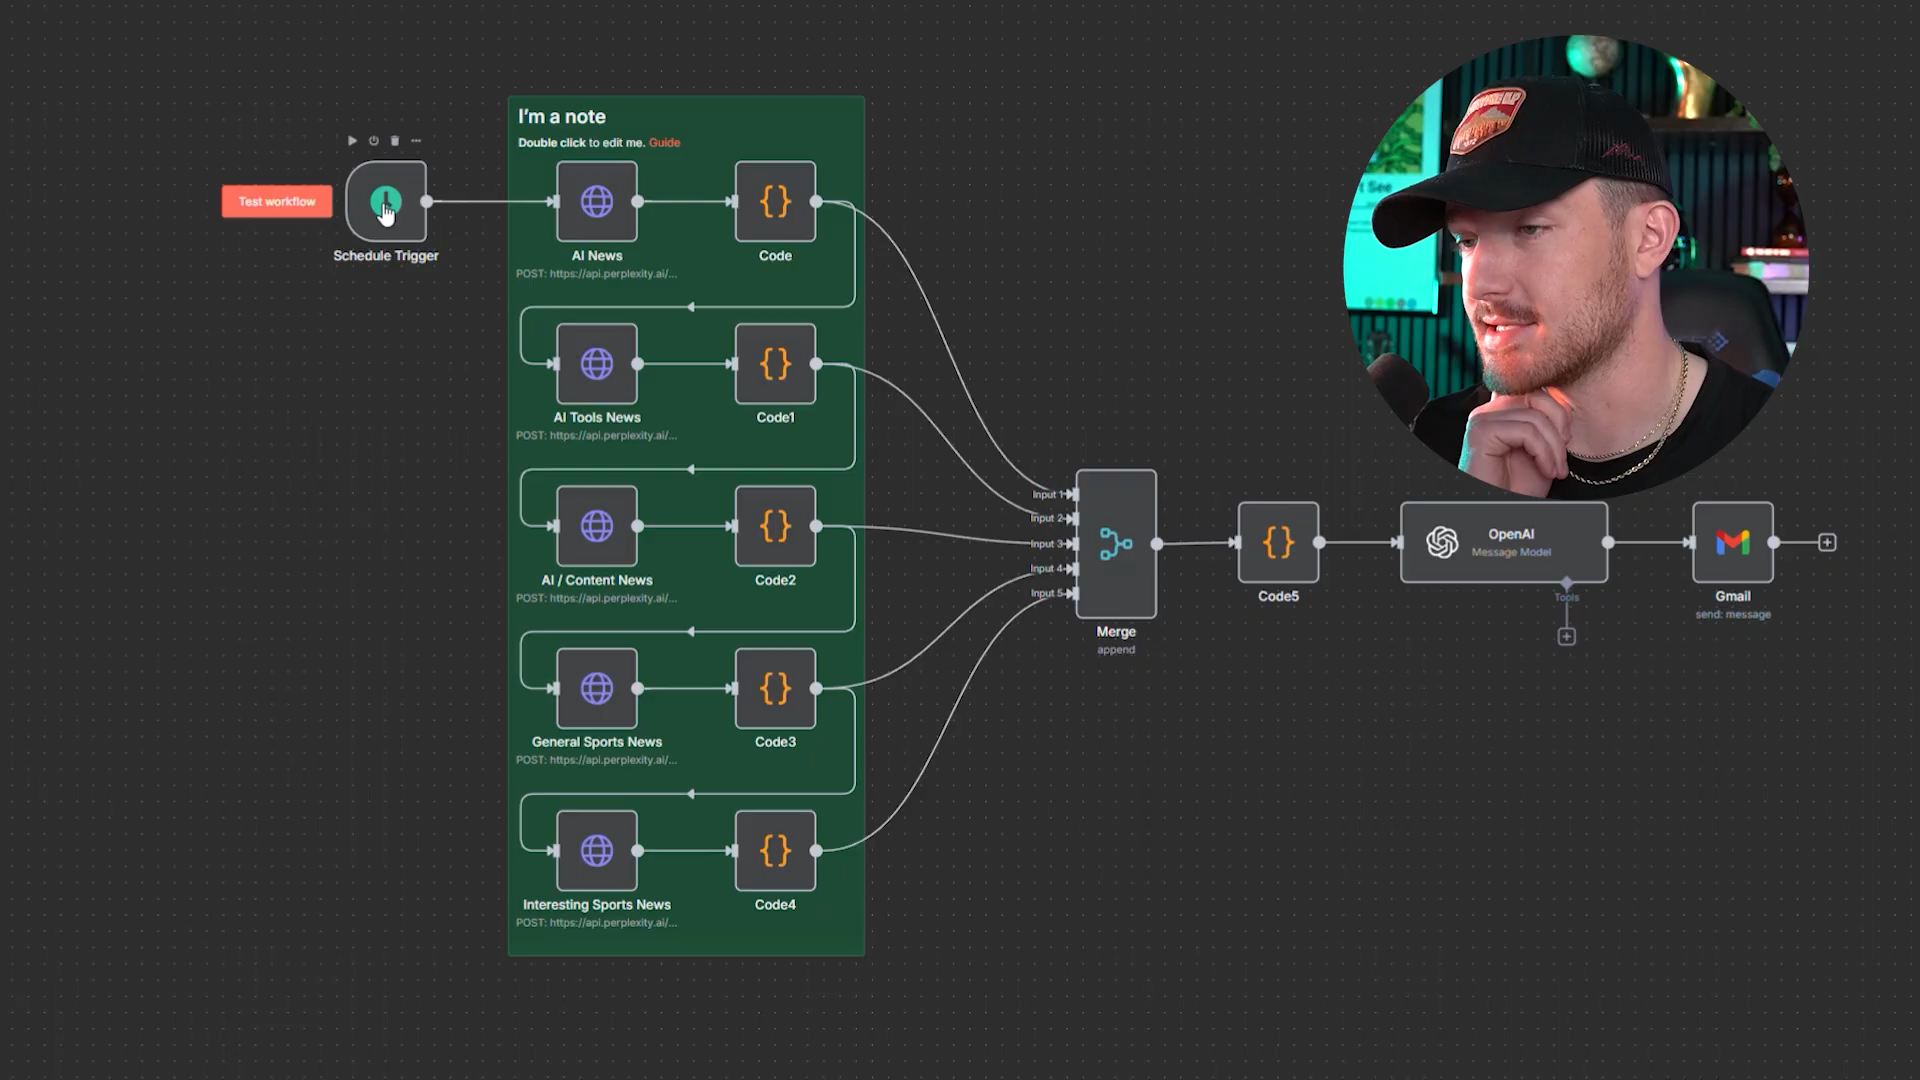 I'm a note
Double click to edit me. Guide
Test workflow
Schedule Trigger
AI News
POST: https://api.perplexity.ai/...
Code
AI Tools News
POST: https://api.perplexity.ai/...
Code1
AI / Content News
POST: https://api.perplexity.ai/...
Code2
General Sports News
POST: https://api.perplexity.ai/...
Code3
Interesting Sports News
POST: https://api.perplexity.ai/...
Code4
Input 1
Input 2
Input 3
Input 4
Input 5
Merge
append
Code5
OpenAI
Message Model
Tools
Gmail
send: message
t See